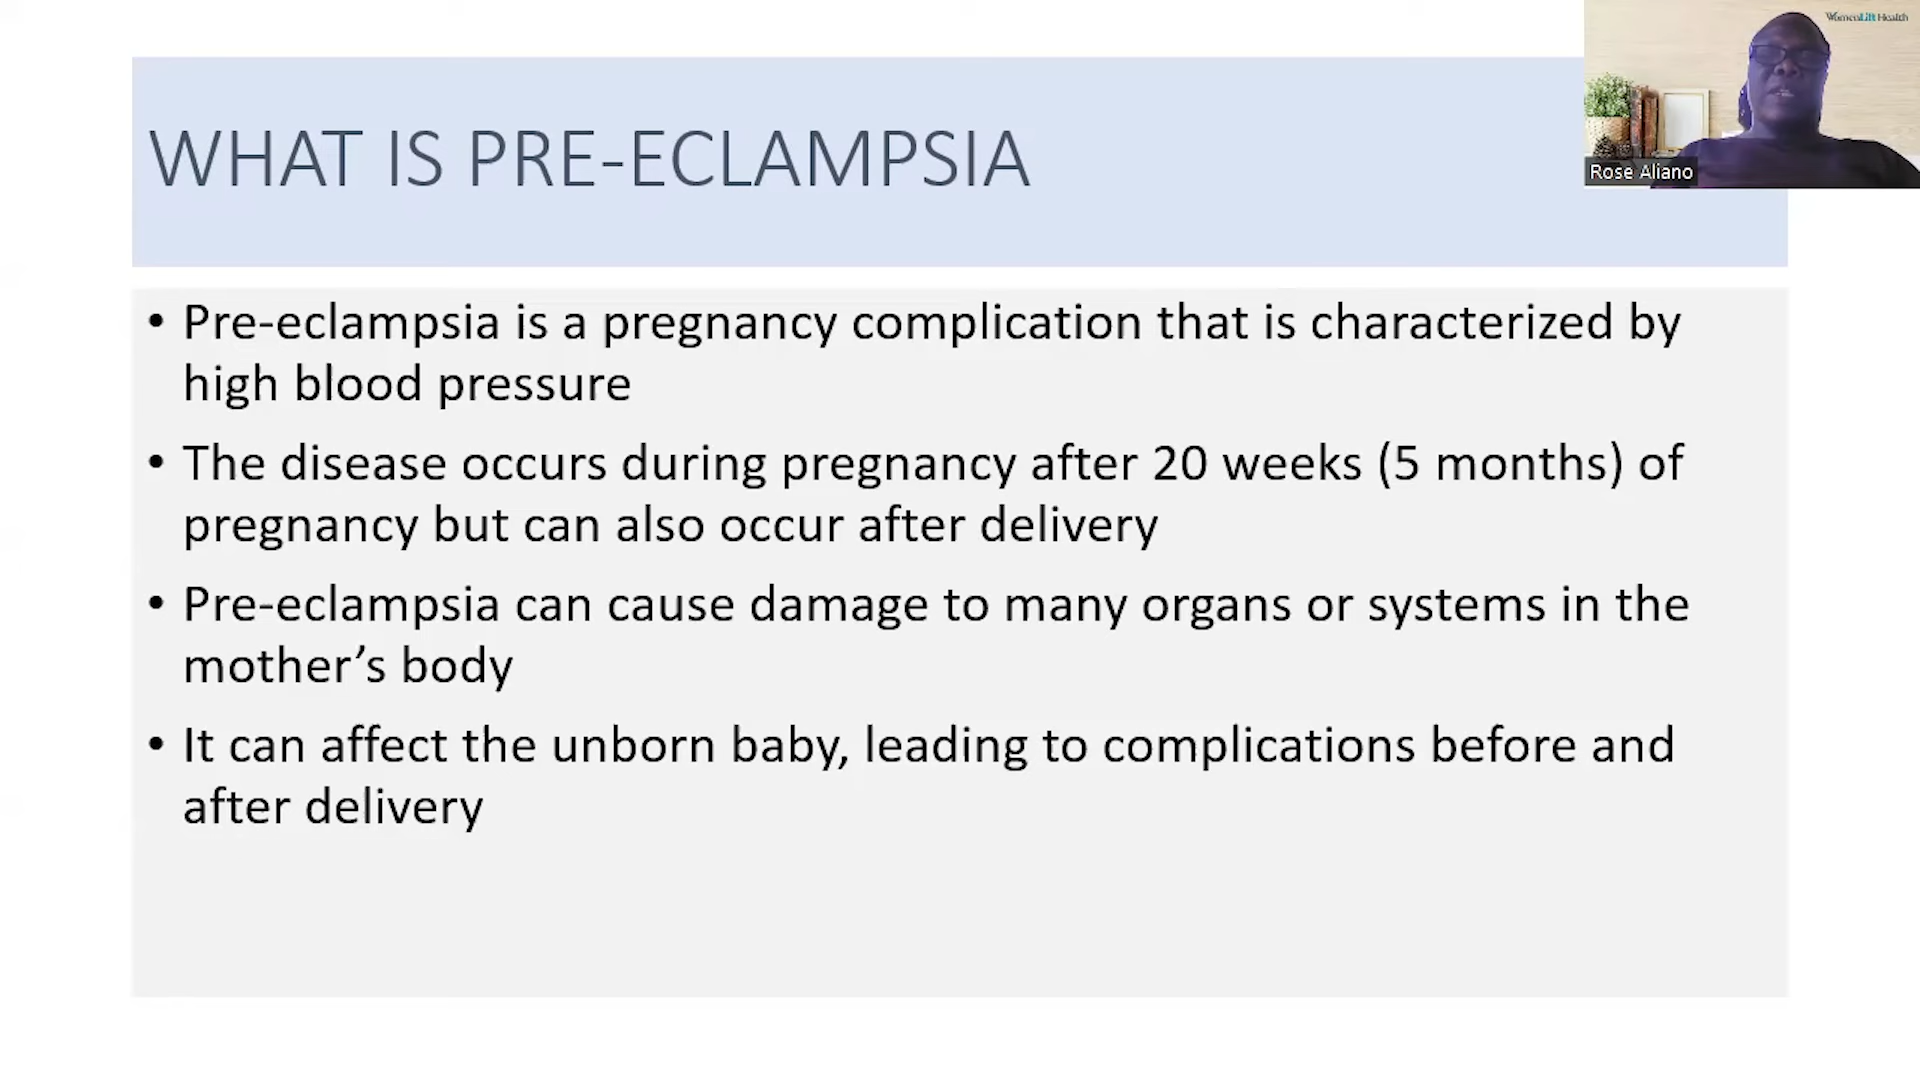 WomenLift Health
WHAT IS PRE-ECLAMPSIA
Rose Aliano
• Pre-eclampsia is a pregnancy complication that is characterized by
high blood pressure
• The disease occurs during pregnancy after 20 weeks (5 months) of
pregnancy but can also occur after delivery
• Pre-eclampsia can cause damage to many organs or systems in the
mother’s body
• It can affect the unborn baby, leading to complications before and
after delivery